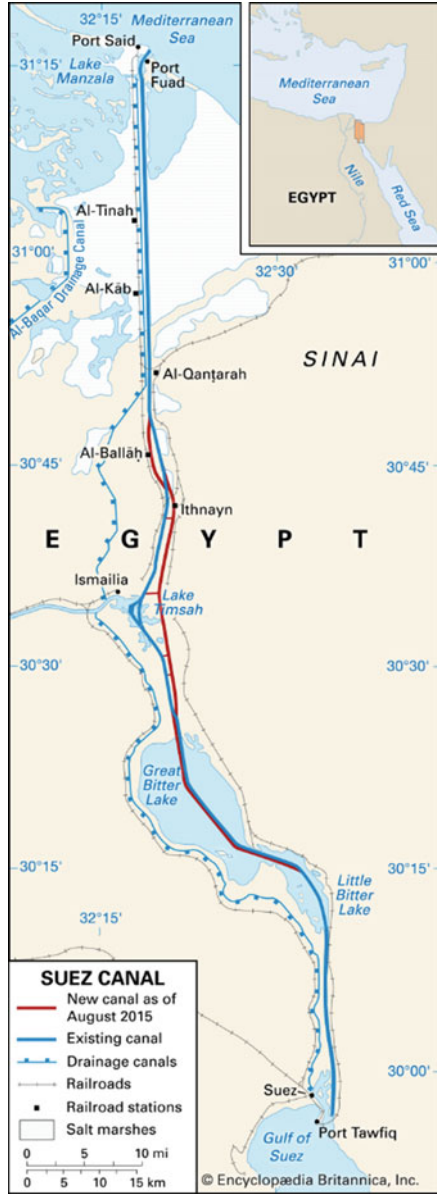 32°15'
Mediterranean
Sea
Port Said
31°15'
Lake
Manzala
Port
Fuad
Mediterranean
Sea
EGYPT
Nile
Red Sea
Al-Tinah
31°00'
32°30'
31°00'
Al-Baqar Drainage Canal
Al-Kāb
SINAI
Al-Qanṭarah
30°45'
Al-Ballāḥ
30°45'
Ithnayn
EGYPT
Ismailia
Lake
Timsah
30°30'
30°30'
Great
Bitter
Lake
30°15'
30°15'
Little
Bitter
Lake
32°15'
SUEZ CANAL
New canal as of
August 2015
Existing canal
Drainage canals
Railroads
Railroad stations
Salt marshes
0 5 10 mi
0 5 10 15 km
30°00'
Suez
Gulf of
Suez
Port Tawfiq
© Encyclopædia Britannica, Inc.